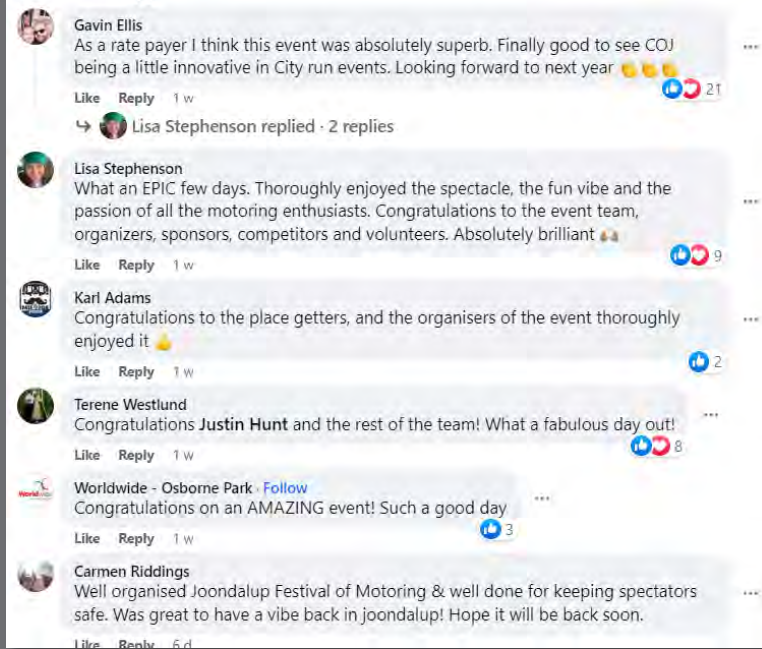 Gavin Ellis
As a rate payer I think this event was absolutely superb. Finally good to see COJ
being a little innovative in City run events. Looking forward to next year 👏👏👏
21
Like Reply 1 w
Lisa Stephenson replied · 2 replies
Lisa Stephenson
What an EPIC few days. Thoroughly enjoyed the spectacle, the fun vibe and the
passion of all the motoring enthusiasts. Congratulations to the event team,
organizers, sponsors, competitors and volunteers. Absolutely brilliant 🙌🏽
9
Like Reply 1 w
Karl Adams
Congratulations to the place getters, and the organisers of the event thoroughly
enjoyed it 👍
2
Like Reply 1 w
Terene Westlund
Congratulations Justin Hunt and the rest of the team! What a fabulous day out!
8
Like Reply 1 w
Worldwide - Osborne Park · Follow
Congratulations on an AMAZING event! Such a good day
3
Like Reply 1 w
Carmen Riddings
Well organised Joondalup Festival of Motoring & well done for keeping spectators
safe. Was great to have a vibe back in joondalup! Hope it will be back soon.
Like Reply 6 d